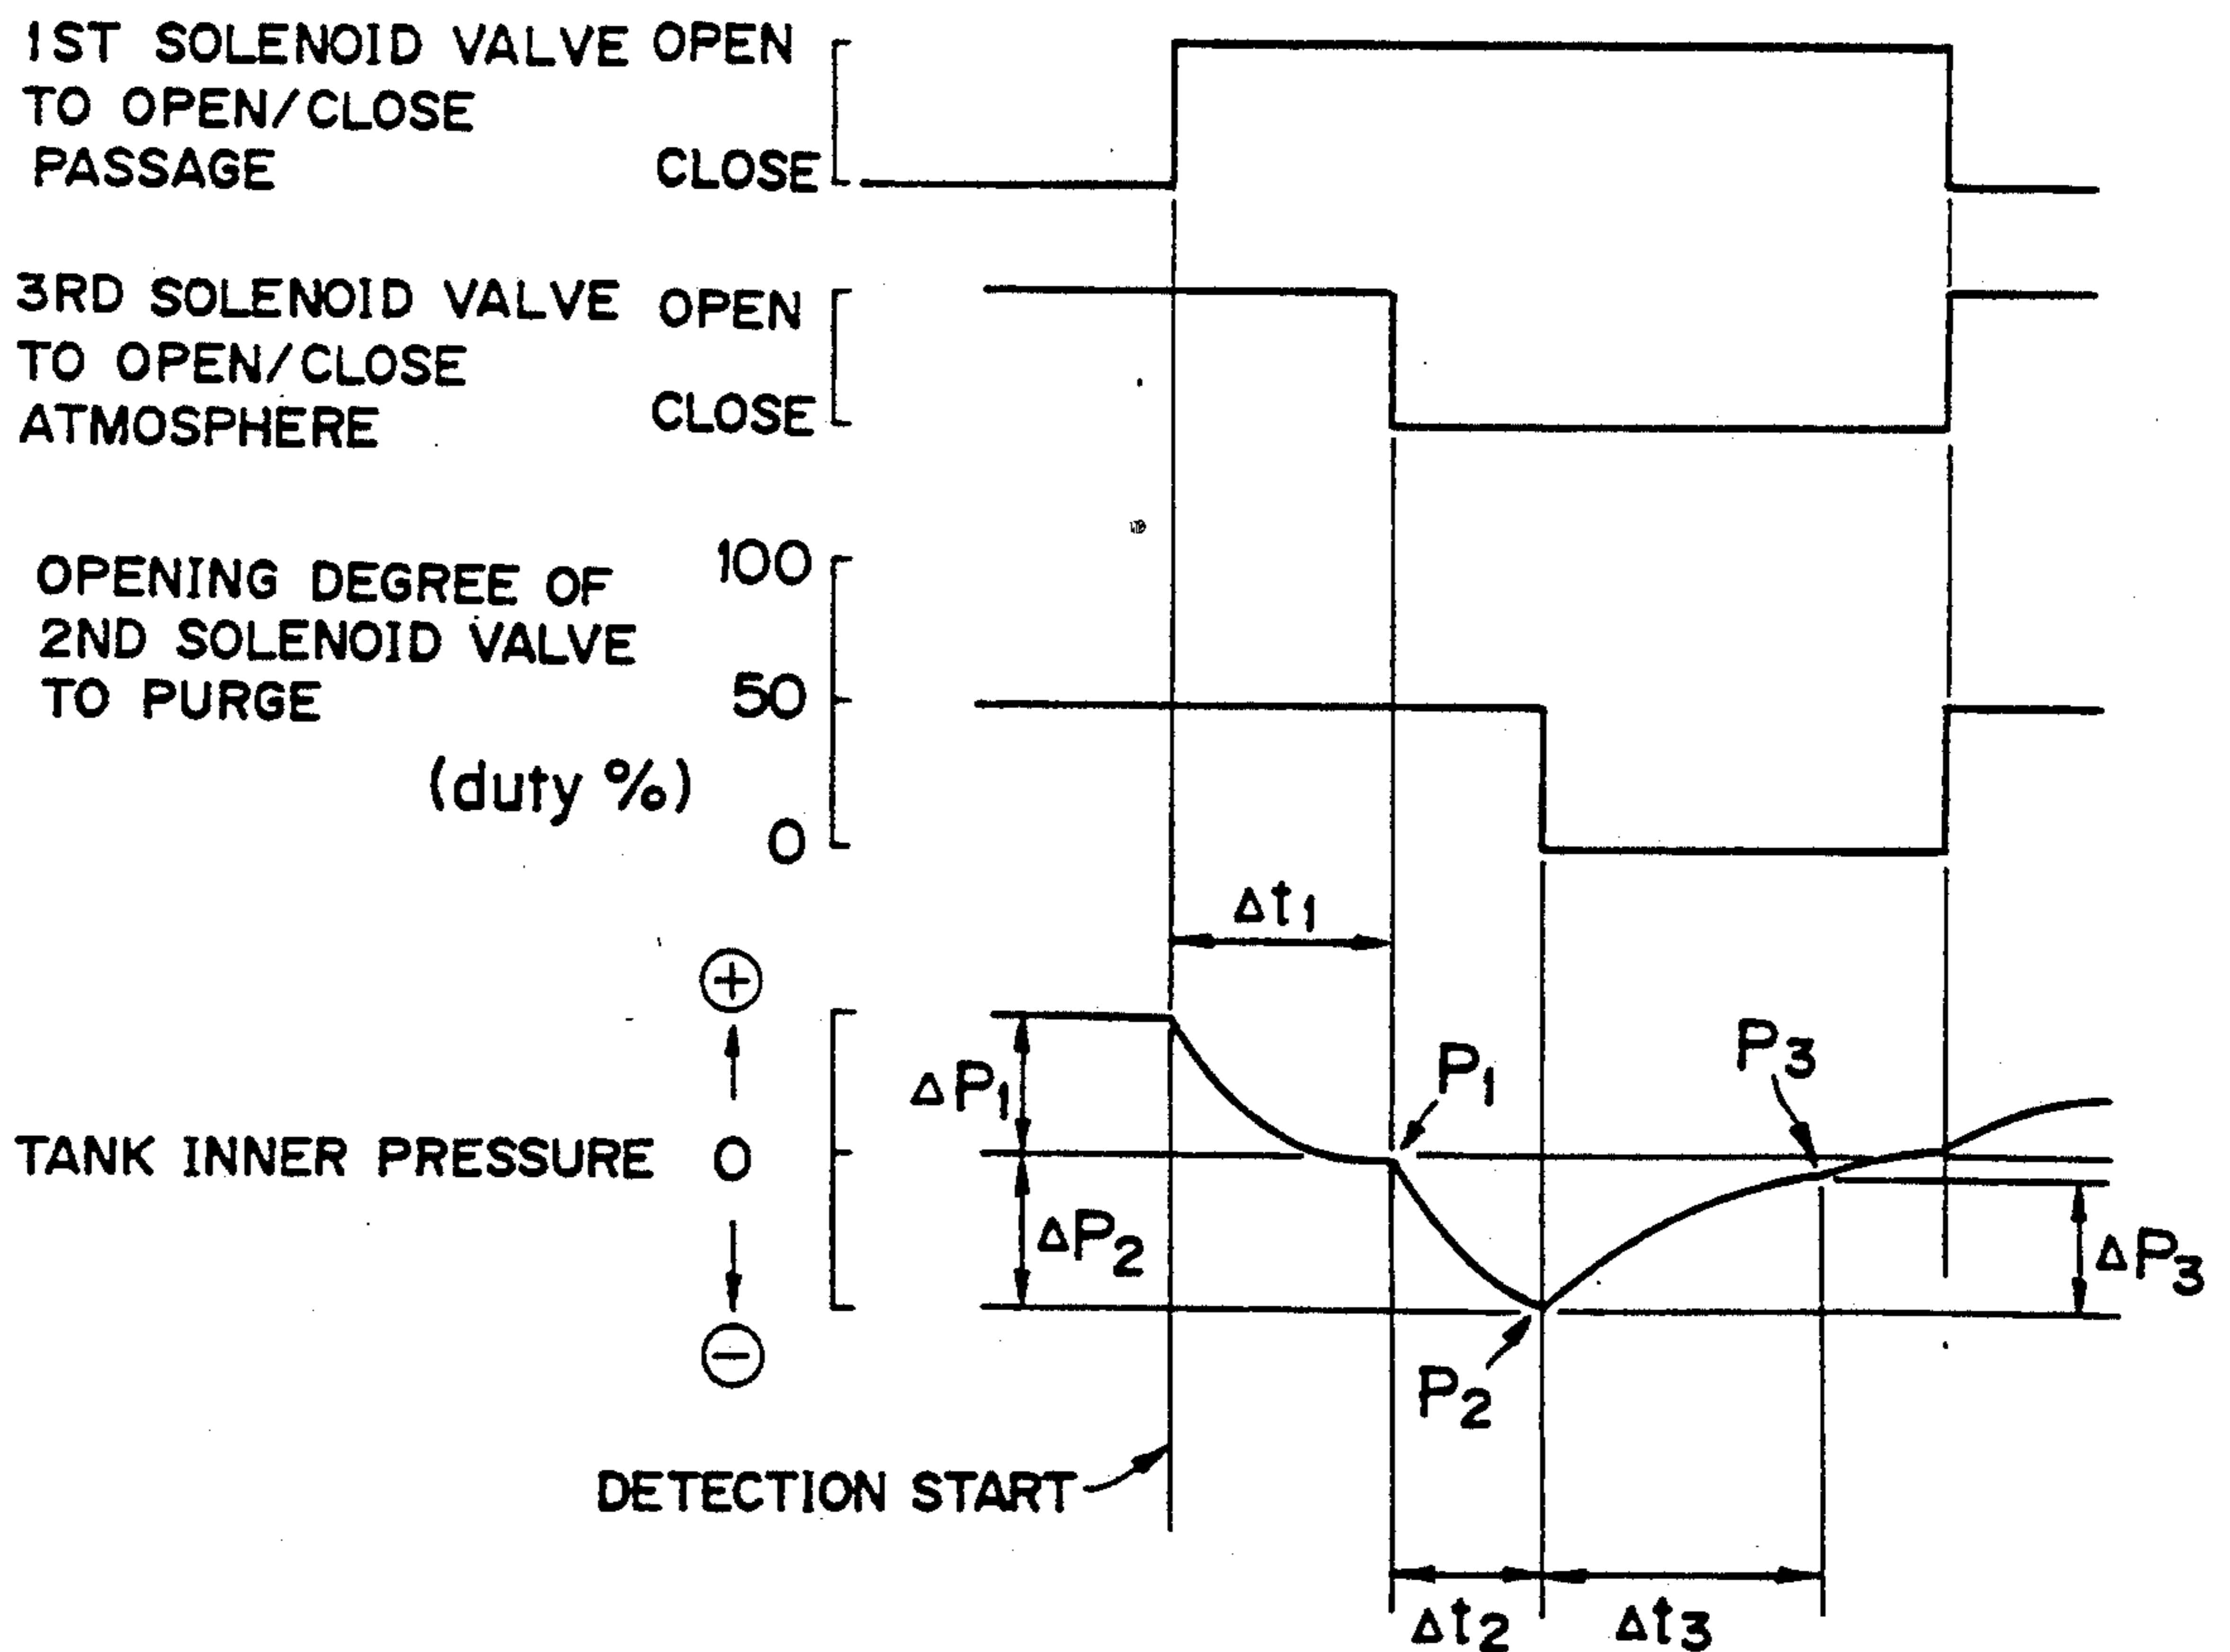 1ST SOLENOID VALVE OPEN
TO OPEN/CLOSE
PASSAGE CLOSE
3RD SOLENOID VALVE OPEN
TO OPEN/CLOSE
ATMOSPHERE CLOSE
OPENING DEGREE OF 100
2ND SOLENOID VALVE
TO PURGE 50
(duty %)
0
Δt1
+
ΔP1
P1
P3
TANK INNER PRESSURE 0
ΔP2
ΔP3
−
P2
DETECTION START
Δt2
Δt3